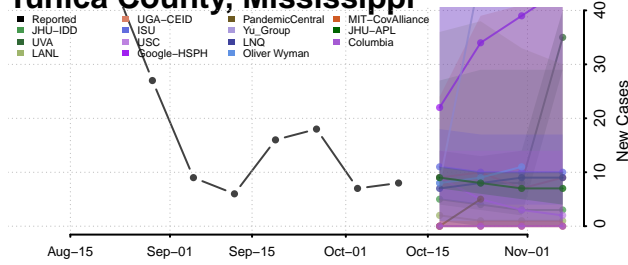 Tunica County, Mississippi
Reported UGA−CEID PandemicCentral MIT−CovAlliance
JHU−IDD ISU Yu_Group JHU−APL
UVA USC LNQ Columbia
LANL Google−HSPH Oliver Wyman
40
30
20
10
0
New Cases
Aug−15 Sep−01 Sep−15 Oct−01 Oct−15 Nov−01